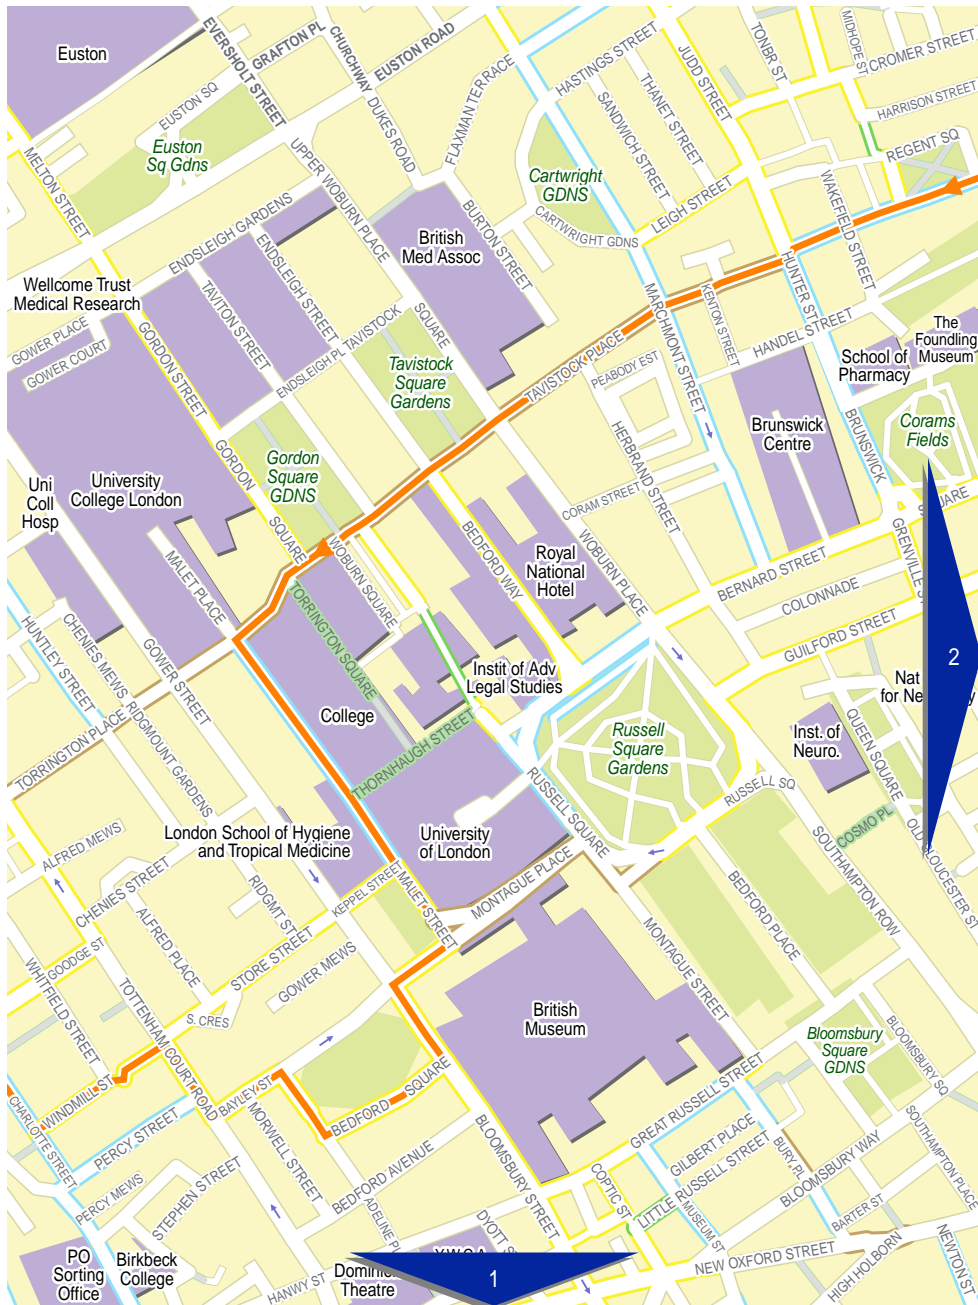 Euston
EVERSHOLT STREET
GRAFTON PL
CHURCHWAY
EUSTON ROAD
EUSTON SQ
DUKES ROAD
FLAXMAN TERRACE
HASTINGS STREET
THANET STREET
SANDWICH STREET
JUDD STREET
TONBR ST
MIDHOPE ST
CROMER STREET
HARRISON STREET
REGENT SQ
Euston
Sq Gdns
MELTON STREET
UPPER WOBURN PLACE
Cartwright
GDNS
CARTWRIGHT GDNS
LEIGH STREET
WAKEFIELD STREET
ENDSLEIGH GARDENS
ENDSLEIGH STREET
British
Med Assoc
BURTON STREET
HUNTER ST
Wellcome Trust
Medical Research
GOWER PLACE
GOWER COURT
GORDON STREET
TAVITON STREET
ENDSLEIGH PL
TAVISTOCK
SQUARE
MARCHMONT STREET
KENTON STREET
HANDEL STREET
The
Foundling
Museum
School of
Pharmacy
TAVISTOCK PLACE
PEABODY EST
Tavistock
Square
Gardens
HERBRAND STREET
Brunswick
Centre
BRUNSWICK
SQUARE
Corams
Fields
GORDON
SQUARE
Gordon
Square
GDNS
Uni
Coll
Hosp
University
College London
MALET PLACE
CORAM STREET
GRENVILLE ST
WOBURN SQUARE
BEDFORD WAY
Royal
National
Hotel
WOBURN PLACE
BERNARD STREET
COLONNADE
GUILFORD STREET
HUNTLEY STREET
CHENIES MEWS
GOWER STREET
TORRINGTON SQUARE
College
Instit of Adv
Legal Studies
TORRINGTON PLACE
RIDGMOUNT GARDENS
THORNHAUGH STREET
Russell
Square
Gardens
RUSSELL SQUARE
RUSSELL SQ
Inst. of
Neuro.
QUEEN SQUARE
Nat
for Ne
2
COSMO PL
OLD
LOUCESTER ST
ALFRED MEWS
CHENIES STREET
London School of Hygiene
and Tropical Medicine
University
of London
MONTAGUE PLACE
KEPPEL STREET
MALET STREET
RIDGMT ST
ALFRED PLACE
BEDFORD PLACE
SOUTHAMPTON ROW
MONTAGUE STREET
GOODGE ST
WHITFIELD STREET
STORE STREET
S. CRES
GOWER MEWS
TOTTENHAM COURT ROAD
British
Museum
Bloomsbury
Square
GDNS
BLOOMSBURY SQ
WINDMILL ST
CHARLOTTE STREET
BAYLEY ST
PERCY STREET
MORWELL STREET
BEDFORD SQUARE
BLOOMSBURY STREET
GREAT RUSSELL STREET
GILBERT PLACE
LITTLE RUSSELL STREET
BURY PL
BLOOMSBURY WAY
SOUTHAMPTON PLACE
PERCY MEWS
STEPHEN STREET
BEDFORD AVENUE
ADELINE PL
COPTIC ST
MUSEUM ST
BARTER ST
PO
Sorting
Office
Birkbeck
College
HANWY ST
Domini
Theatre
DYOTT S
Y.W.C.A
1
NEW OXFORD STREET
HIGH HOLBORN
NEWTON ST